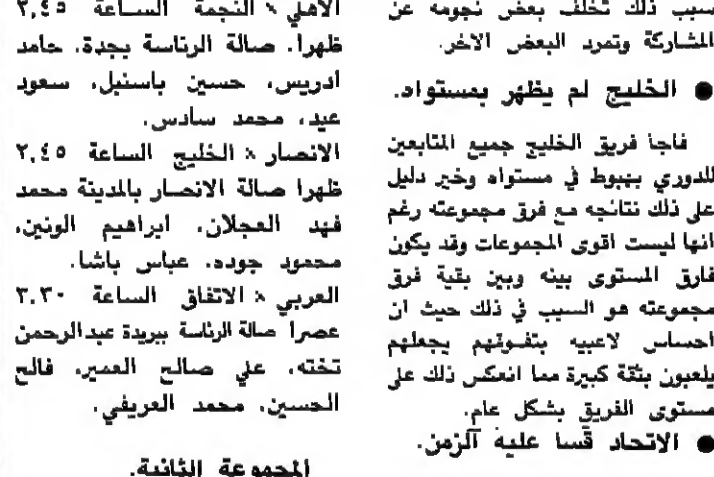 سبب ذلك تخلف بعض نجومه عن
المشاركة وتمرد البعض الاخر.
● الخليج لم يظهر بمستواه.
فاجا فريق الخليج جميع المتابعين
للدوري بهبوط في مستواه وخير دليل
على ذلك نتائجه مع فرق مجموعته رغم
انها ليست اقوى المجموعات وقد يكون
فارق المستوى بينه وبين بقية فرق
مجموعته هو السبب في ذلك حيث ان
احساس لاعبيه بتفوقهم يجعلهم
يلعبون بثقة كبيرة مما انعكس ذلك على
مستوى الفريق بشكل عام.
● الاتحاد قسا عليه الزمن.
الاهلي × النجمة الساعة ٣,٤٥
ظهرا. صالة الرئاسة بجدة. حامد
ادريس، حسين باسنبل، سعود
عيد، محمد سادس.
الانصار × الخليج الساعة ٢,٤٥
ظهرا صالة الانصار بالمدينة محمد
فهد العجلان، ابراهيم الونين،
محمود جوده، عباس باشا.
العربي × الاتفاق الساعة ٣,٣٠
عصرا صالة الرئاسة ببريدة عبدالرحمن
تخته، علي صالح العمير، فالح
الحسين، محمد العريفي.
المجموعة الثانية.